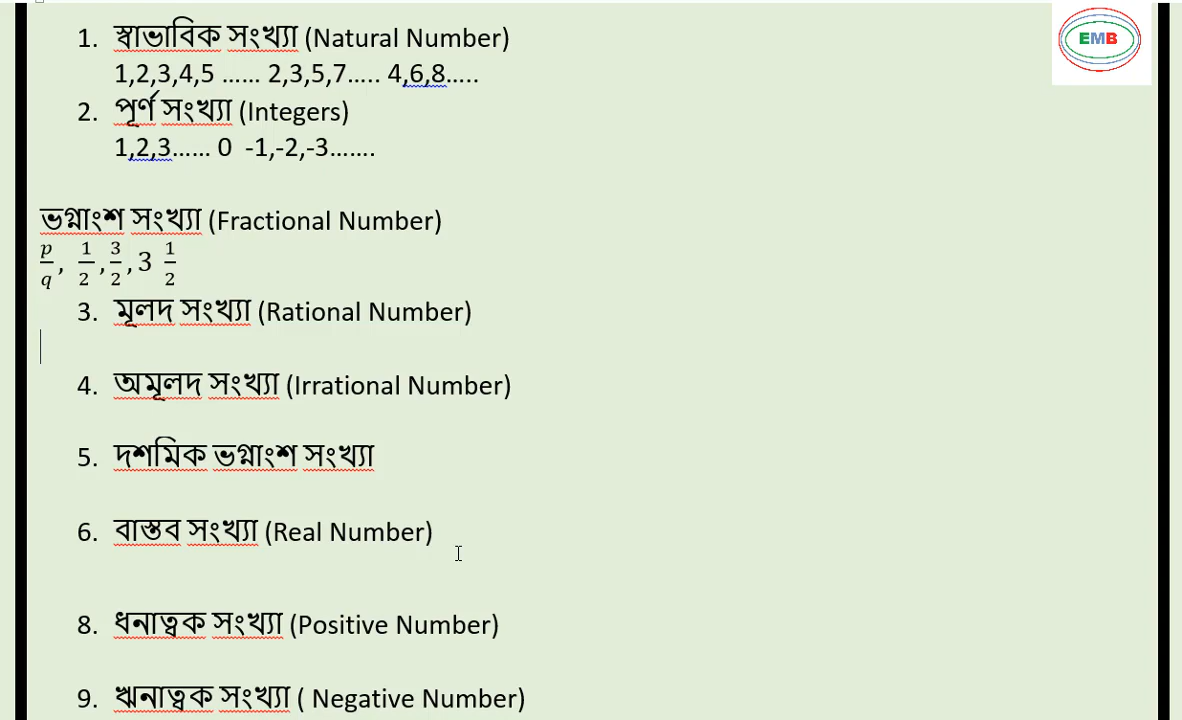 EMB
1. স্বাভাবিক সংখ্যা (Natural Number)
1,2,3,4,5 …… 2,3,5,7….. 4,6,8…..
2. পূর্ণ সংখ্যা (Integers)
1,2,3…… 0 -1,-2,-3…….
ভগ্নাংশ সংখ্যা (Fractional Number)
p/q, 1/2, 3/2, 3 1/2
3. মূলদ সংখ্যা (Rational Number)
4. অমূলদ সংখ্যা (Irrational Number)
5. দশমিক ভগ্নাংশ সংখ্যা
6. বাস্তব সংখ্যা (Real Number)
8. ধনাত্বক সংখ্যা (Positive Number)
9. ঋনাত্বক সংখ্যা ( Negative Number)